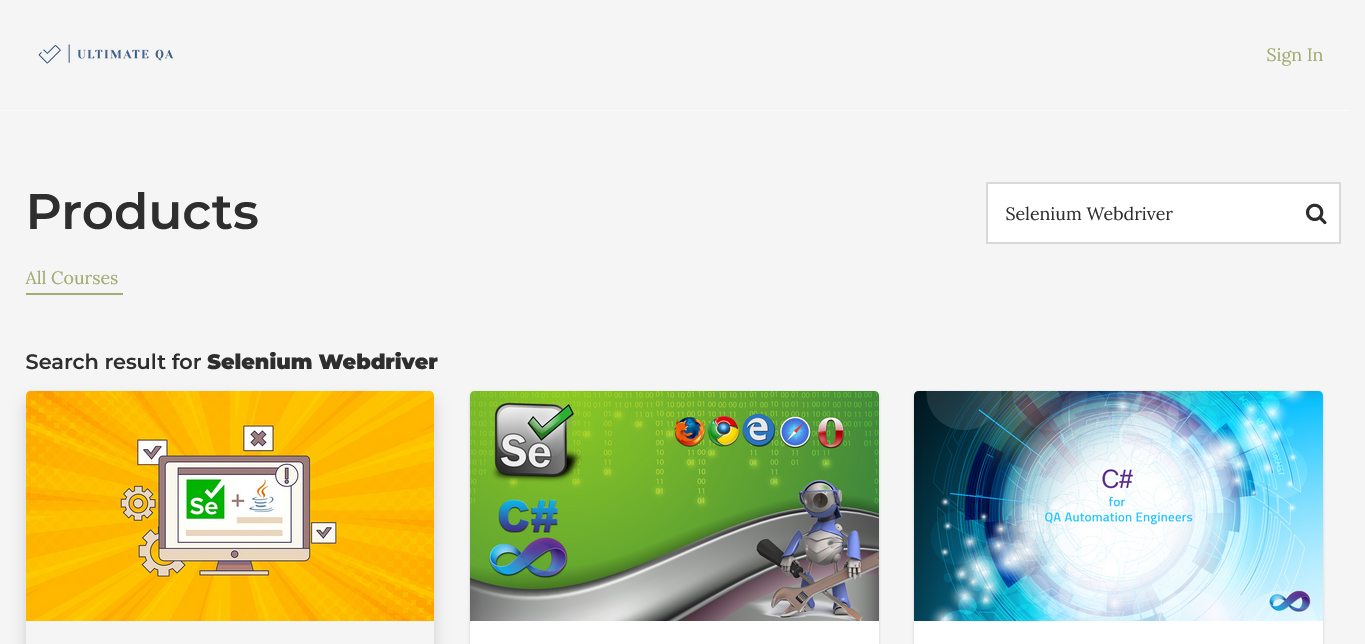 ULTIMATE QA
Sign In
Products
Selenium Webdriver
All Courses
Search result for Selenium Webdriver
Se
Se
C#
C#
for
QA Automation Engineers